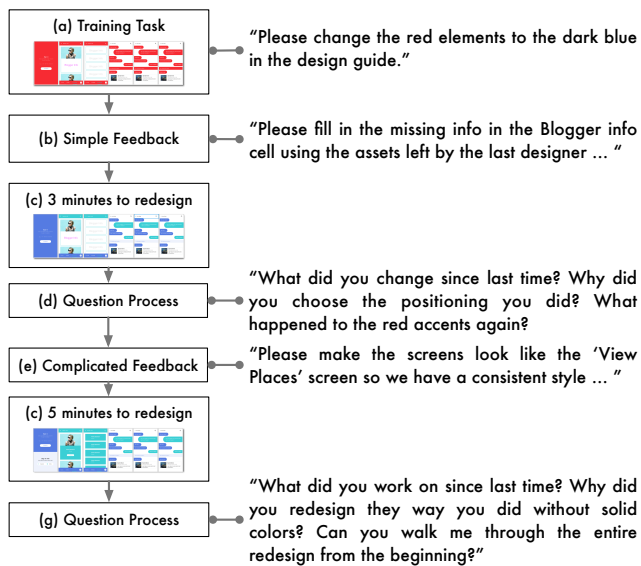 (a) Training Task
“Please change the red elements to the dark blue
in the design guide.”
(b) Simple Feedback
“Please fill in the missing info in the Blogger info
cell using the assets left by the last designer ... “
(c) 3 minutes to redesign
(d) Question Process
“What did you change since last time? Why did
you choose the positioning you did? What
happened to the red accents again?
(e) Complicated Feedback
“Please make the screens look like the ‘View
Places’ screen so we have a consistent style ... ”
(c) 5 minutes to redesign
(g) Question Process
“What did you work on since last time? Why did
you redesign they way you did without solid
colors? Can you walk me through the entire
redesign from the beginning?”